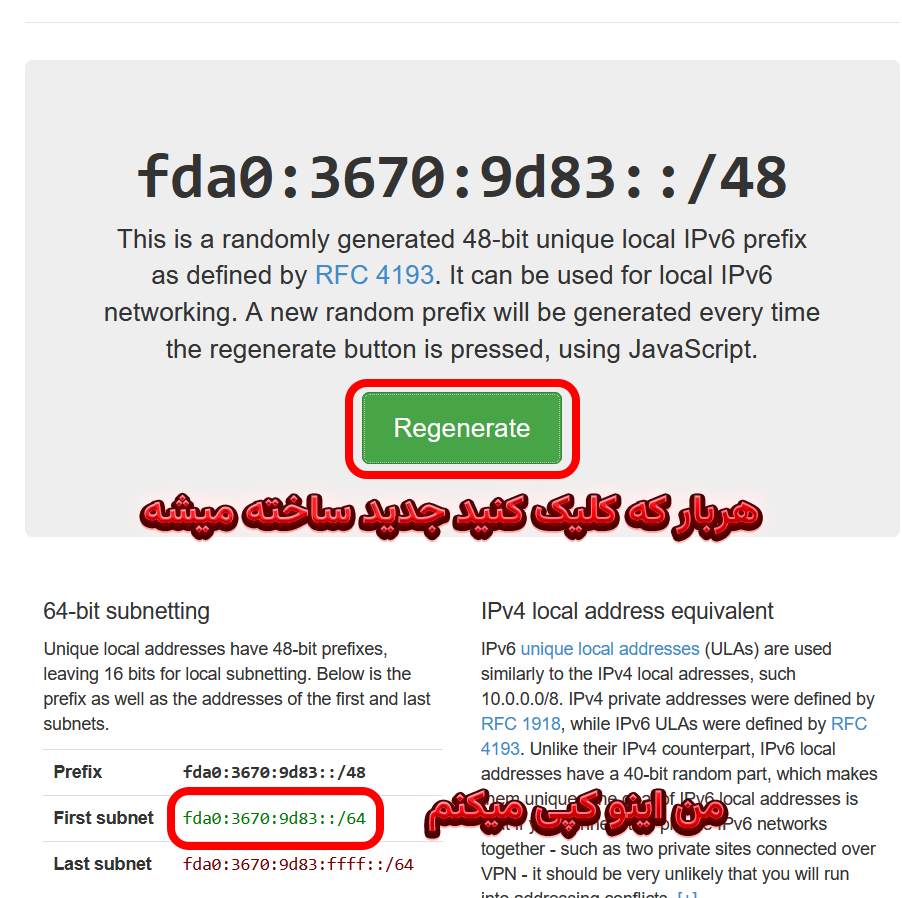 fda0:3670:9d83::/48
This is a randomly generated 48-bit unique local IPv6 prefix
as defined by RFC 4193. It can be used for local IPv6
networking. A new random prefix will be generated every time
the regenerate button is pressed, using JavaScript.
Regenerate
هربار که کلیک کنید جدید ساخته میشه
64-bit subnetting
Unique local addresses have 48-bit prefixes,
leaving 16 bits for local subnetting. Below is the
prefix as well as the addresses of the first and last
subnets.
Prefix fda0:3670:9d83::/48
First subnet fda0:3670:9d83::/64
Last subnet fda0:3670:9d83:ffff::/64
من اینو کپی میکنم
IPv4 local address equivalent
IPv6 unique local addresses (ULAs) are used
similarly to the IPv4 local adresses, such
10.0.0.0/8. IPv4 private addresses were defined by
RFC 1918, while IPv6 ULAs were defined by RFC
4193. Unlike their IPv4 counterpart, IPv6 local
addresses have a 40-bit random part, which makes
unique of IPv6 local addresses is
IPv6 networks
together - such as two private sites connected over
VPN - it should be very unlikely that you will run
into addressing conflicts. [+]